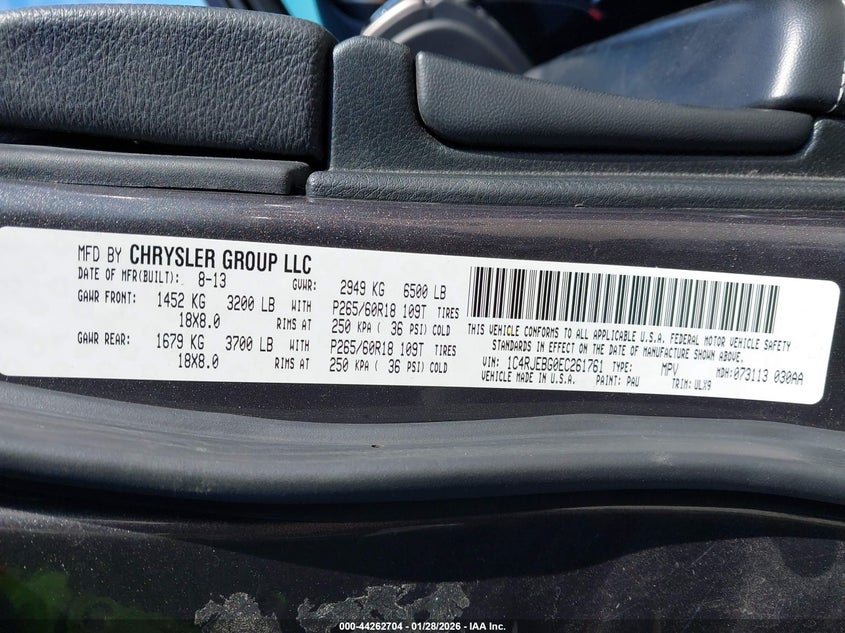 MFD BY CHRYSLER GROUP LLC
DATE OF MFR(BUILT): 8-13 GVWR: 2949 KG 6500 LB
GAWR FRONT: 1452 KG 3200 LB WITH P265/60R18 109T TIRES
18X8.0 RIMS AT 250 KPA ( 36 PSI) COLD
GAWR REAR: 1679 KG 3700 LB WITH P265/60R18 109T TIRES
18X8.0 RIMS AT 250 KPA ( 36 PSI) COLD
THIS VEHICLE CONFORMS TO ALL APPLICABLE U.S.A. FEDERAL MOTOR VEHICLE SAFETY
STANDARDS IN EFFECT ON THE DATE OF MANUFACTURE SHOWN ABOVE.
VIN: 1C4RJEBG0EC261761 TYPE: MPV MDH:073113 030AA
VEHICLE MADE IN U.S.A. PAINT: PAU TRIM: ULX9
000-44262704 | 01/28/2026 - IAA Inc.